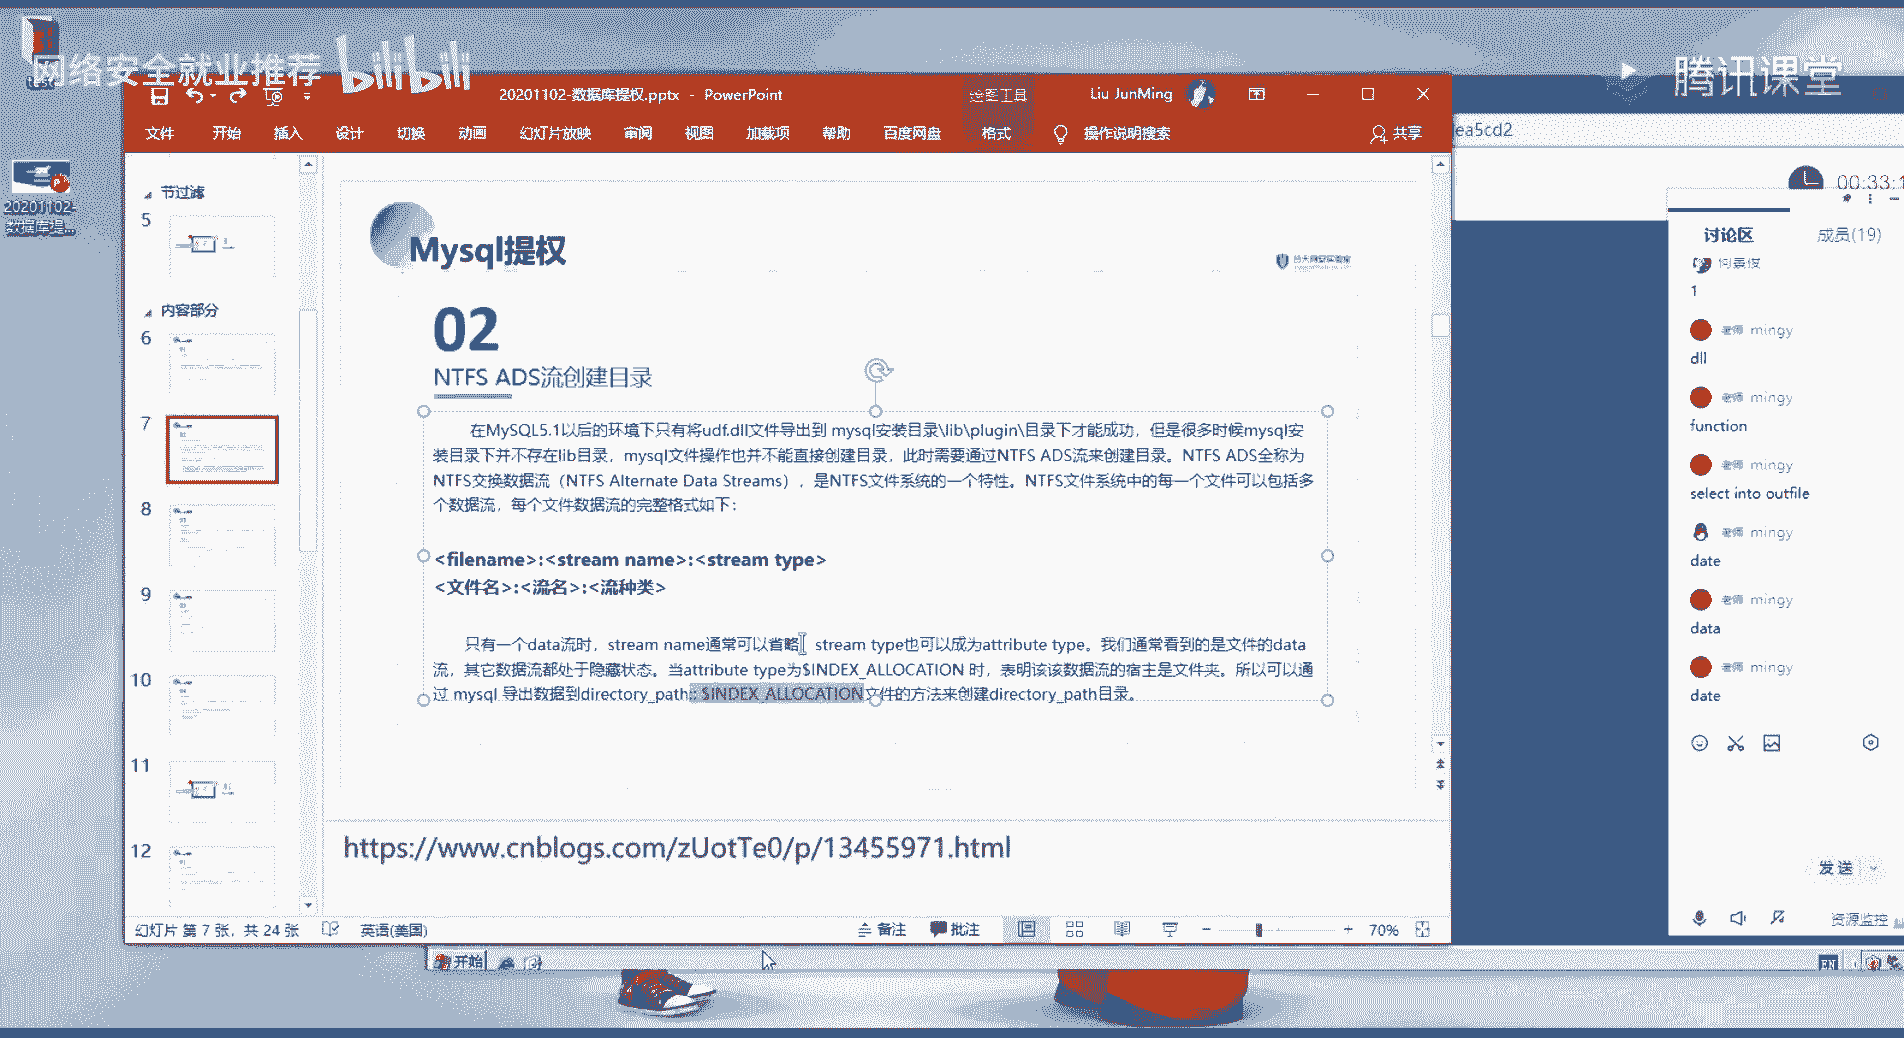 网络安全就业推荐
bilibili
腾讯课堂
20201102-数据库提权.pptx - PowerPoint
绘图工具
Liu JunMing
文件 开始 插入 设计 切换 动画 幻灯片放映 审阅 视图 加载项 帮助 百度网盘 格式 操作说明搜索 共享
ea5cd2
20201102-
数据库提...
节过滤
5
内容部分
6
7
8
9
10
11
12
Mysql提权
02
NTFS ADS流创建目录
在MySQL5.1以后的环境下只有将udf.dll文件导出到 mysql安装目录\lib\plugin\目录下才能成功，但是很多时候mysql安
装目录下并不存在lib目录，mysql文件操作也并不能直接创建目录，此时需要通过NTFS ADS流来创建目录。NTFS ADS全称为
NTFS交换数据流（NTFS Alternate Data Streams），是NTFS文件系统的一个特性。NTFS文件系统中的每一个文件可以包括多
个数据流，每个文件数据流的完整格式如下：
<filename>:<stream name>:<stream type>
<文件名>:<流名>:<流种类>
只有一个data流时，stream name通常可以省略 stream type也可以成为attribute type。我们通常看到的是文件的data
流，其它数据流都处于隐藏状态。当attribute type为$INDEX_ALLOCATION 时，表明该该数据流的宿主是文件夹。所以可以通
过 mysql 导出数据到directory_path:: $INDEX_ALLOCATION文件的方法来创建directory_path目录。
https://www.cnblogs.com/zUotTe0/p/13455971.html
幻灯片 第 7 张，共 24 张 英语(美国) 备注 批注 70%
开始
EN
00:33:1
讨论区 成员(19)
1
老师 mingy
dll
老师 mingy
function
老师 mingy
select into outfile
老师 mingy
date
老师 mingy
data
老师 mingy
date
发送
资源监控